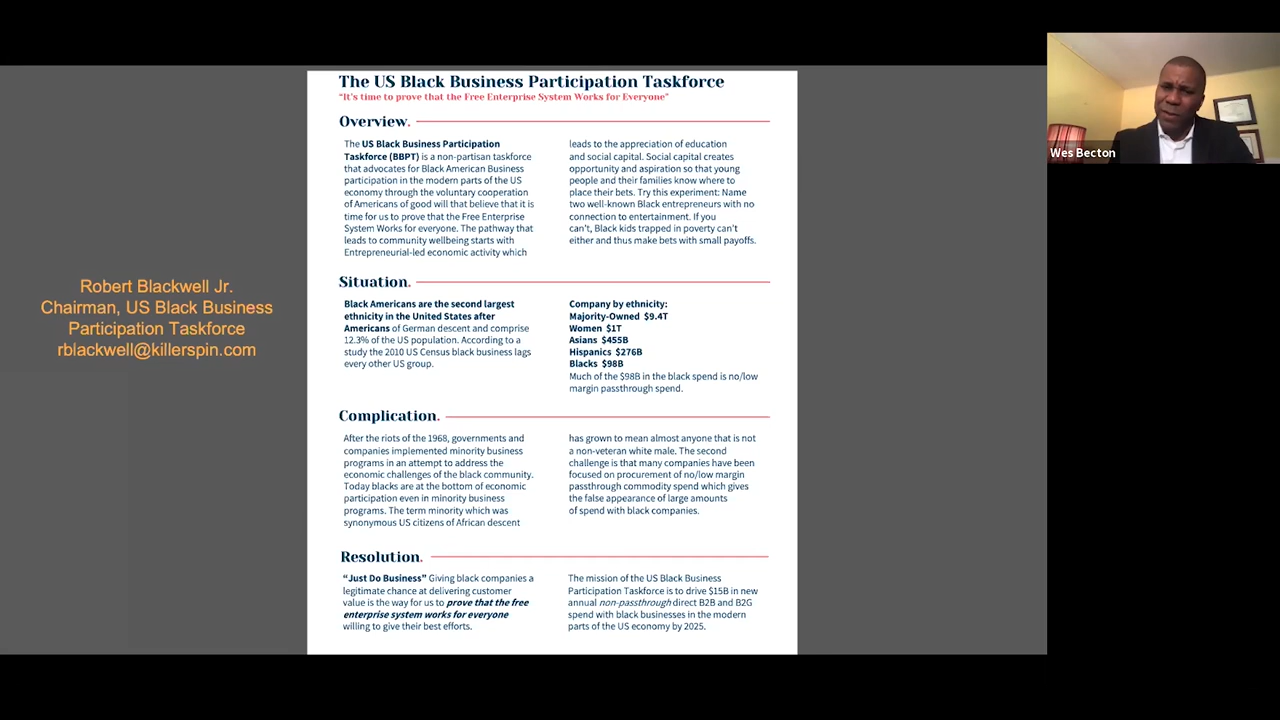 The US Black Business Participation Taskforce
“It's time to prove that the Free Enterprise System Works for Everyone”
Overview.
The US Black Business Participation
Taskforce (BBPT) is a non-partisan taskforce
that advocates for Black American Business
participation in the modern parts of the US
economy through the voluntary cooperation
of Americans of good will that believe that it is
time for us to prove that the Free Enterprise
System Works for everyone. The pathway that
leads to community wellbeing starts with
Entrepreneurial-led economic activity which
leads to the appreciation of education
and social capital. Social capital creates
opportunity and aspiration so that young
people and their families know where to
place their bets. Try this experiment: Name
two well-known Black entrepreneurs with no
connection to entertainment. If you
can't, Black kids trapped in poverty can't
either and thus make bets with small payoffs.
Situation.
Black Americans are the second largest
ethnicity in the United States after
Americans of German descent and comprise
12.3% of the US population. According to a
study the 2010 US Census black business lags
every other US group.
Company by ethnicity:
Majority-Owned $9.4T
Women $1T
Asians $455B
Hispanics $276B
Blacks $98B
Much of the $98B in the black spend is no/low
margin passthrough spend.
Complication.
After the riots of the 1968, governments and
companies implemented minority business
programs in an attempt to address the
economic challenges of the black community.
Today blacks are at the bottom of economic
participation even in minority business
programs. The term minority which was
synonymous US citizens of African descent
has grown to mean almost anyone that is not
a non-veteran white male. The second
challenge is that many companies have been
focused on procurement of no/low margin
passthrough commodity spend which gives
the false appearance of large amounts
of spend with black companies.
Resolution.
“Just Do Business” Giving black companies a
legitimate chance at delivering customer
value is the way for us to prove that the free
enterprise system works for everyone
willing to give their best efforts.
The mission of the US Black Business
Participation Taskforce is to drive $15B in new
annual non-passthrough direct B2B and B2G
spend with black businesses in the modern
parts of the US economy by 2025.
Robert Blackwell Jr.
Chairman, US Black Business
Participation Taskforce
rblackwell@killerspin.com
Wes Becton